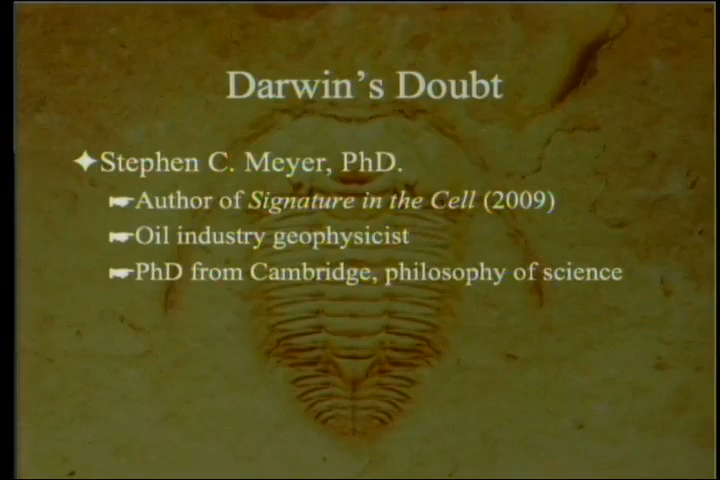 Darwin's Doubt
Stephen C. Meyer, PhD.
Author of Signature in the Cell (2009)
Oil industry geophysicist
PhD from Cambridge, philosophy of science